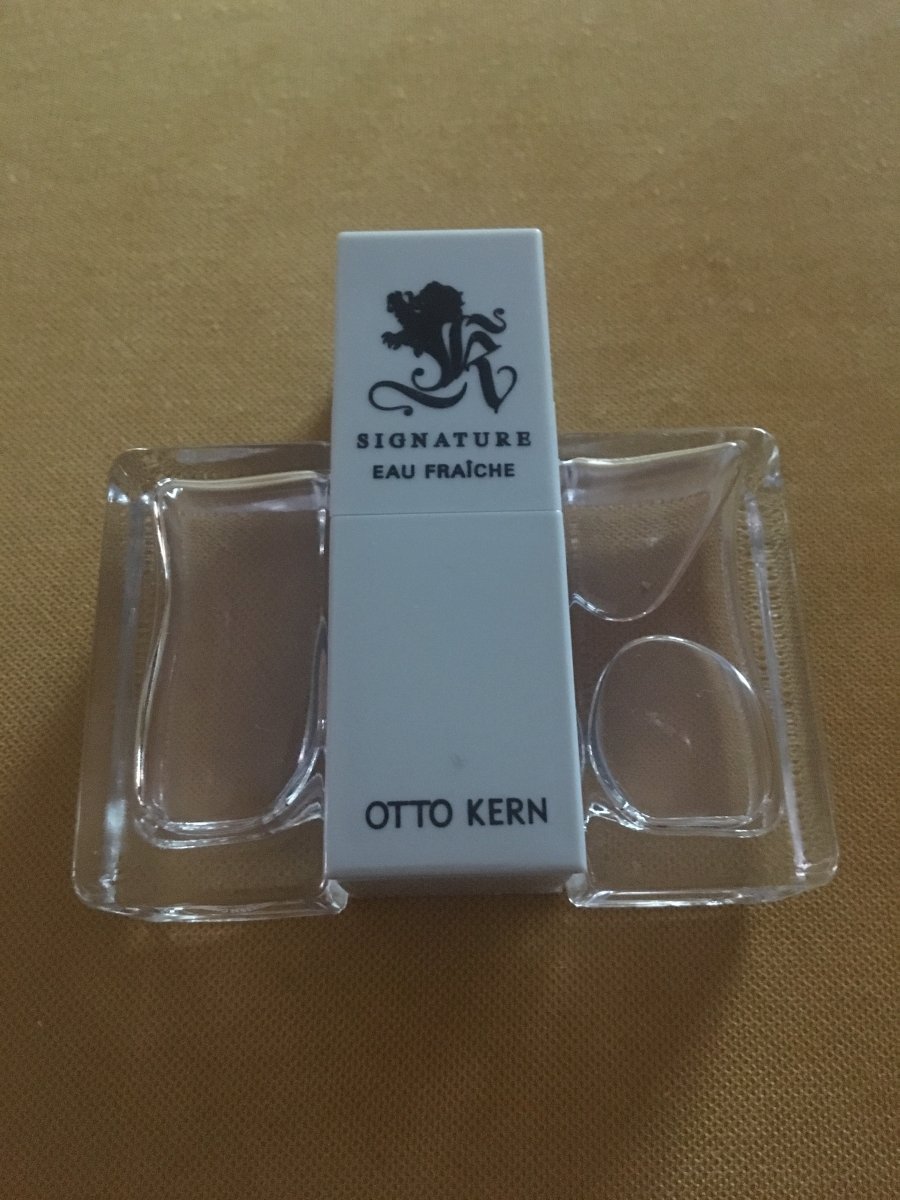 K
SIGNATURE
EAU FRAÎCHE
OTTO KERN